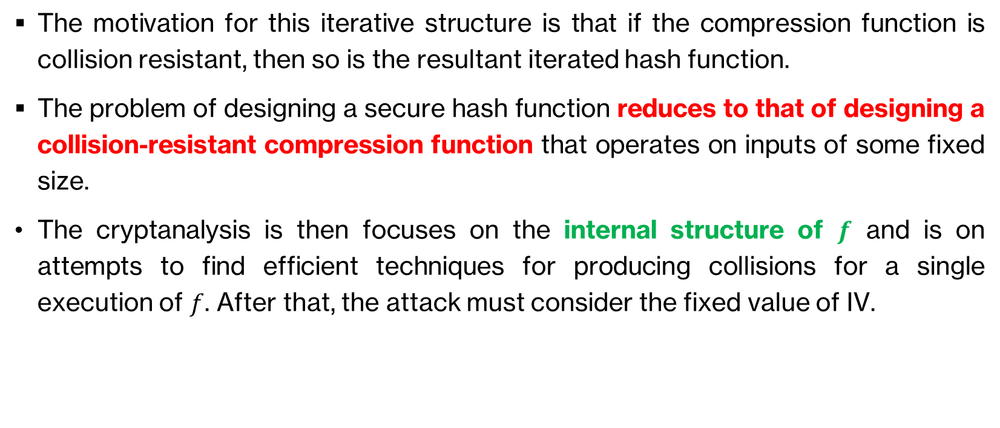 ▪ The motivation for this iterative structure is that if the compression function is
collision resistant, then so is the resultant iterated hash function.
▪ The problem of designing a secure hash function reduces to that of designing a
collision-resistant compression function that operates on inputs of some fixed
size.
• The cryptanalysis is then focuses on the internal structure of f and is on
attempts to find efficient techniques for producing collisions for a single
execution of f. After that, the attack must consider the fixed value of IV.